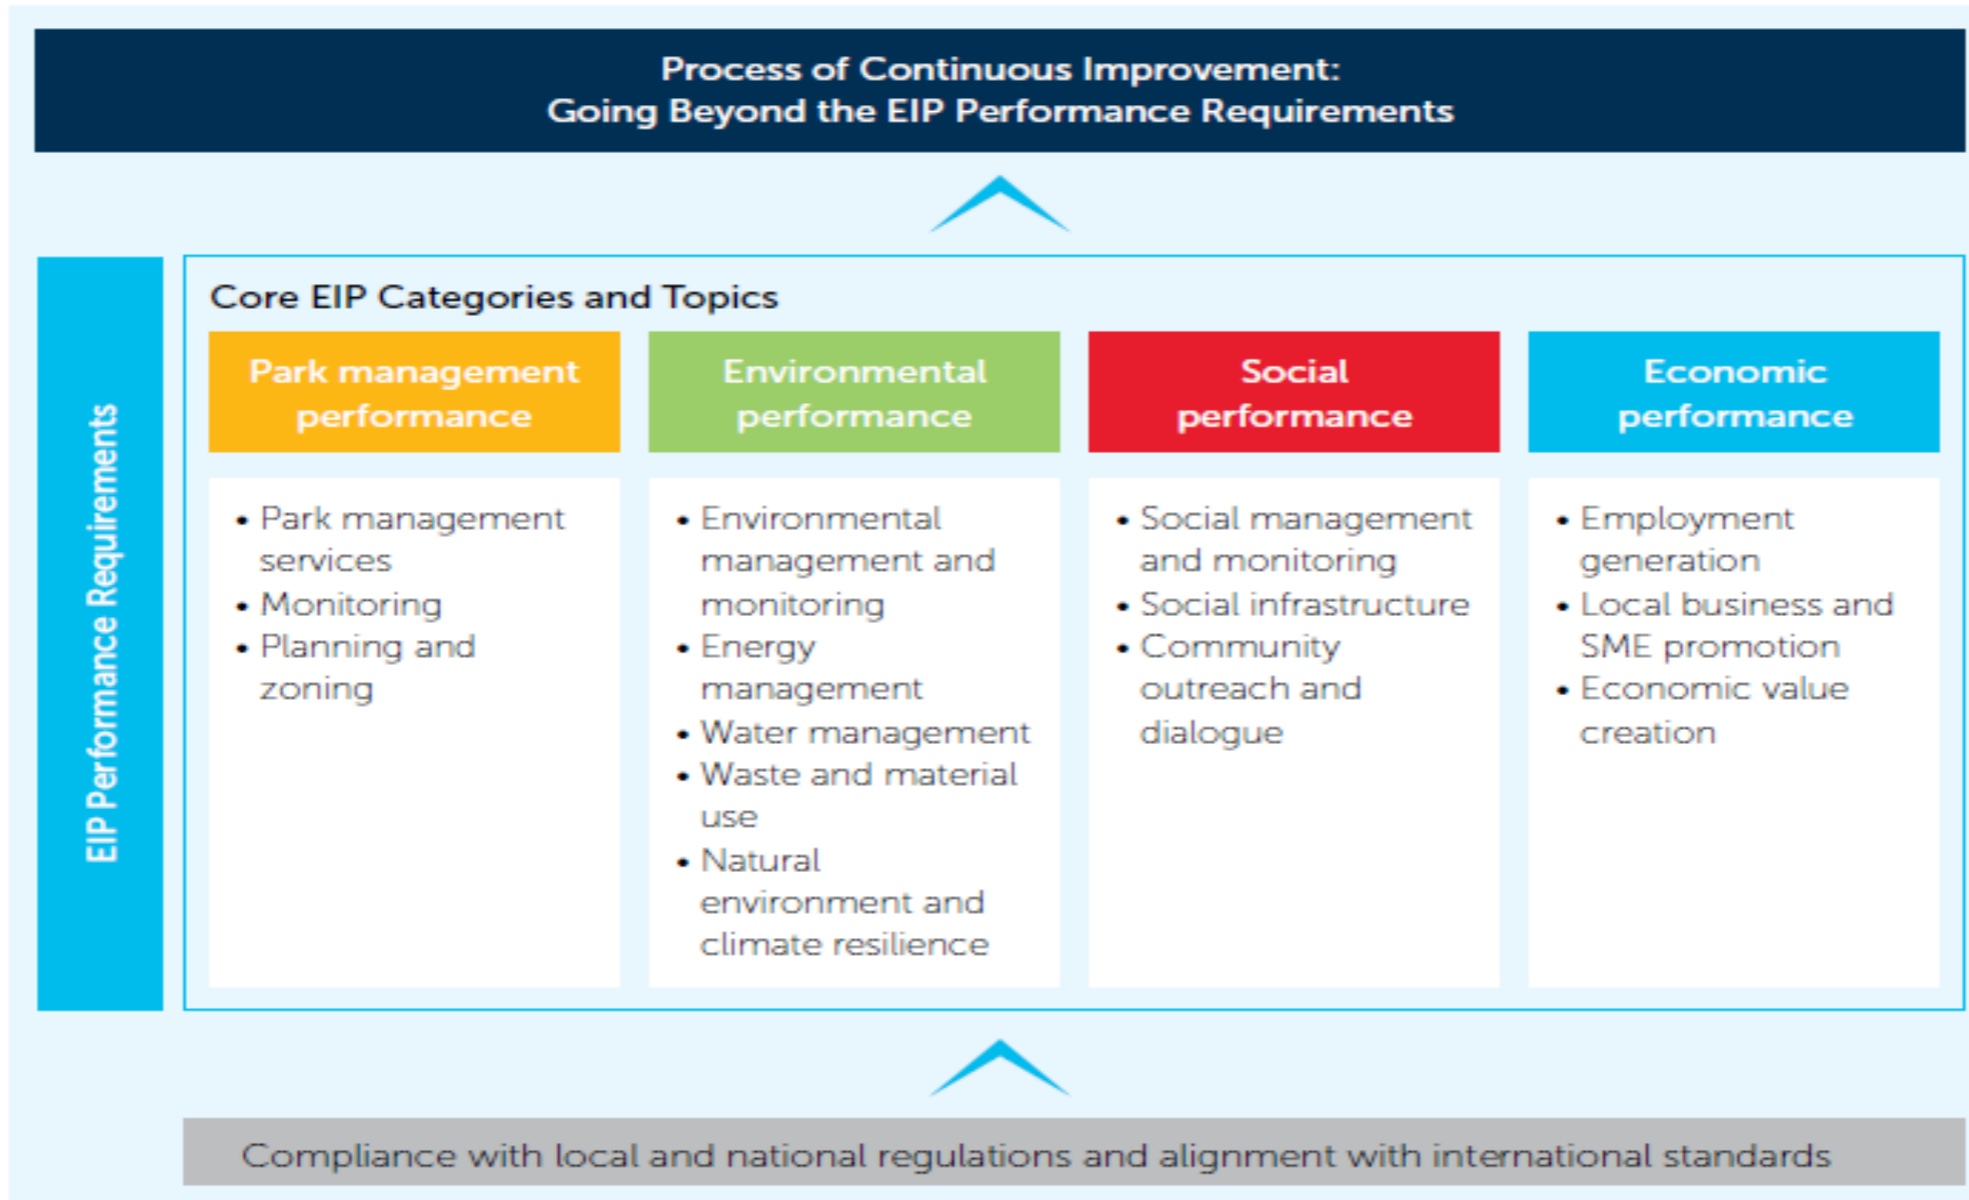 Process of Continuous Improvement:
Going Beyond the EIP Performance Requirements
EIP Performance Requirements
Core EIP Categories and Topics
Park management
performance
• Park management
services
• Monitoring
• Planning and
zoning
Environmental
performance
• Environmental
management and
monitoring
• Energy
management
• Water management
• Waste and material
use
• Natural
environment and
climate resilience
Social
performance
• Social management
and monitoring
• Social infrastructure
• Community
outreach and
dialogue
Economic
performance
• Employment
generation
• Local business and
SME promotion
• Economic value
creation
Compliance with local and national regulations and alignment with international standards